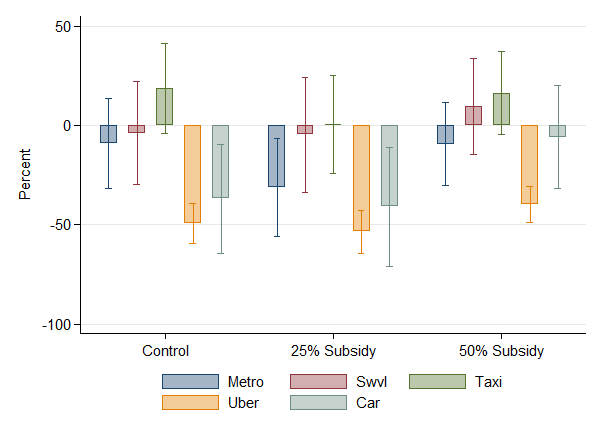 50
0
-50
-100
Percent
Control 25% Subsidy 50% Subsidy
Metro Swvl Taxi
Uber Car